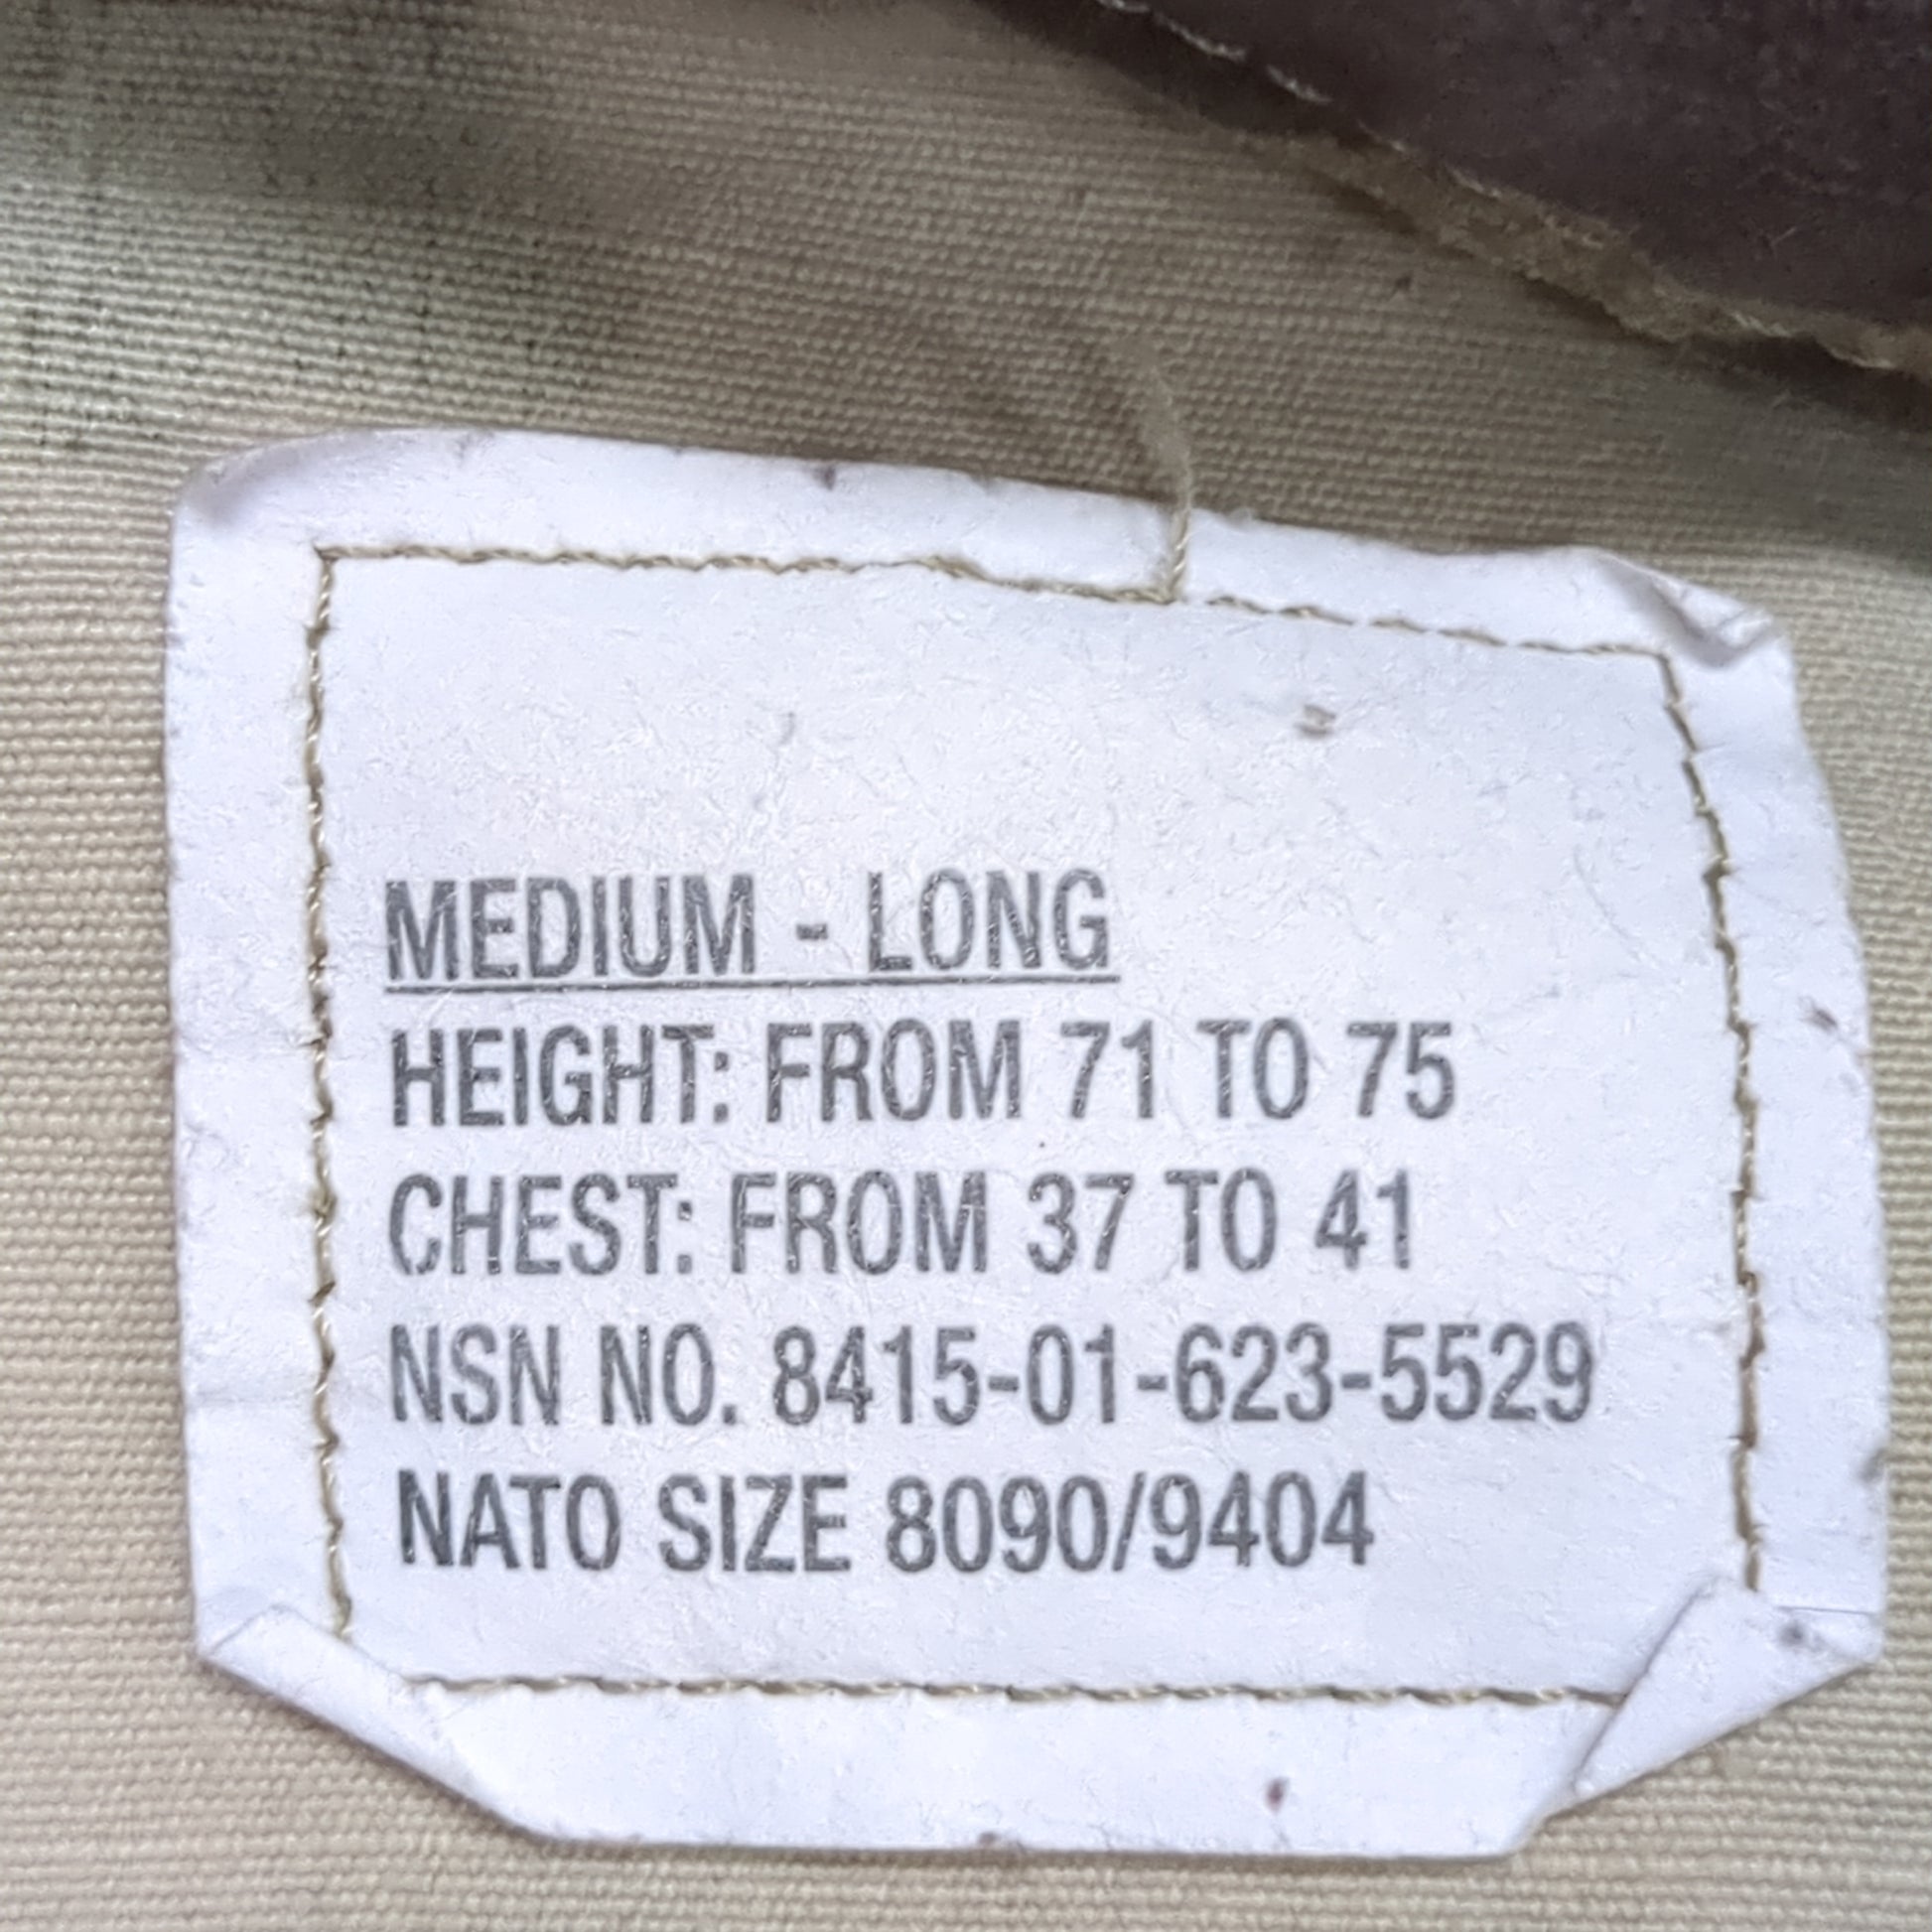 MEDIUM - LONG
HEIGHT: FROM 71 TO 75
CHEST: FROM 37 TO 41
NSN NO. 8415-01-623-5529
NATO SIZE 8090/9404